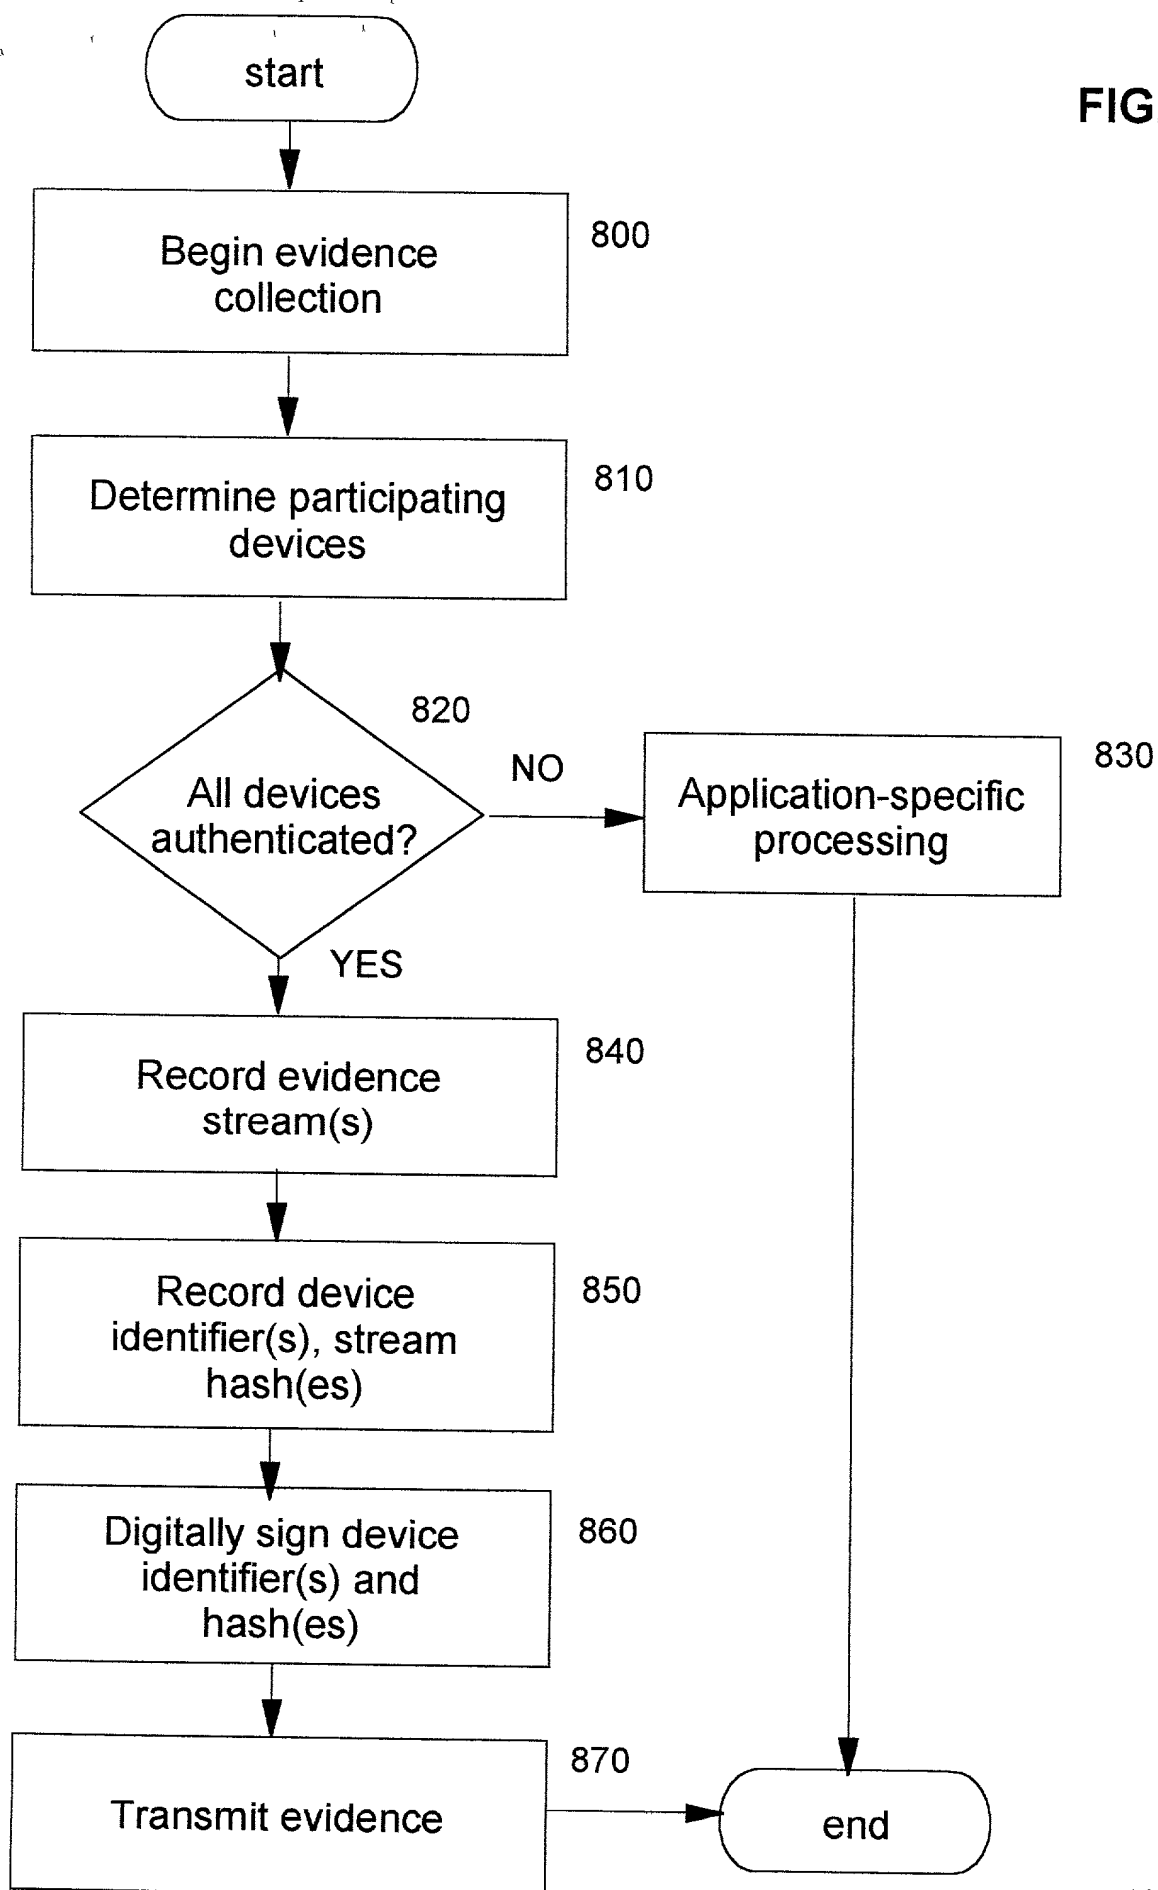 start
FIG
Begin evidence
collection
800
Determine participating
devices
810
820
All devices
authenticated?
NO
YES
Application-specific
processing
830
Record evidence
stream(s)
840
Record device
identifier(s), stream
hash(es)
850
Digitally sign device
identifier(s) and
hash(es)
860
Transmit evidence
870
end